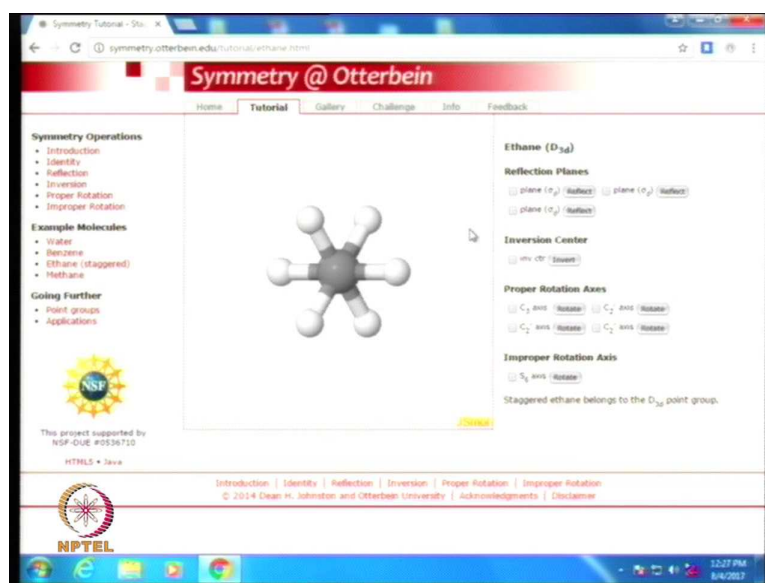 Symmetry Tutorial - Sta
symmetry.otterbein.edu/tutorial/ethane.html
Symmetry @ Otterbein
Home Tutorial Gallery Challenge Info Feedback
Symmetry Operations
• Introduction
• Identity
• Reflection
• Inversion
• Proper Rotation
• Improper Rotation
Example Molecules
• Water
• Benzene
• Ethane (staggered)
• Methane
Going Further
• Point groups
• Applications
NSF
This project supported by
NSF-DUE #0536710
HTML5 • Java
JSmol
Ethane (D3d)
Reflection Planes
plane (σd) Reflect plane (σd) Reflect
plane (σd) Reflect
Inversion Center
inv ctr Invert
Proper Rotation Axes
C3 axis Rotate C2 axis Rotate
C2 axis Rotate C2 axis Rotate
Improper Rotation Axis
S6 axis Rotate
Staggered ethane belongs to the D3d point group.
Introduction | Identity | Reflection | Inversion | Proper Rotation | Improper Rotation
© 2014 Dean H. Johnston and Otterbein University | Acknowledgments | Disclaimer
NPTEL
12:27 PM
8/4/2017